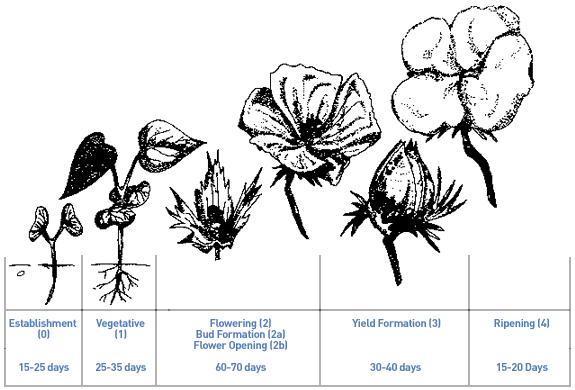 Establishment
(0)
Vegetative
(1)
Flowering (2)
Bud Formation (2a)
Flower Opening (2b)
Yield Formation (3)
Ripening (4)
15-25 days
25-35 days
60-70 days
30-40 days
15-20 Days